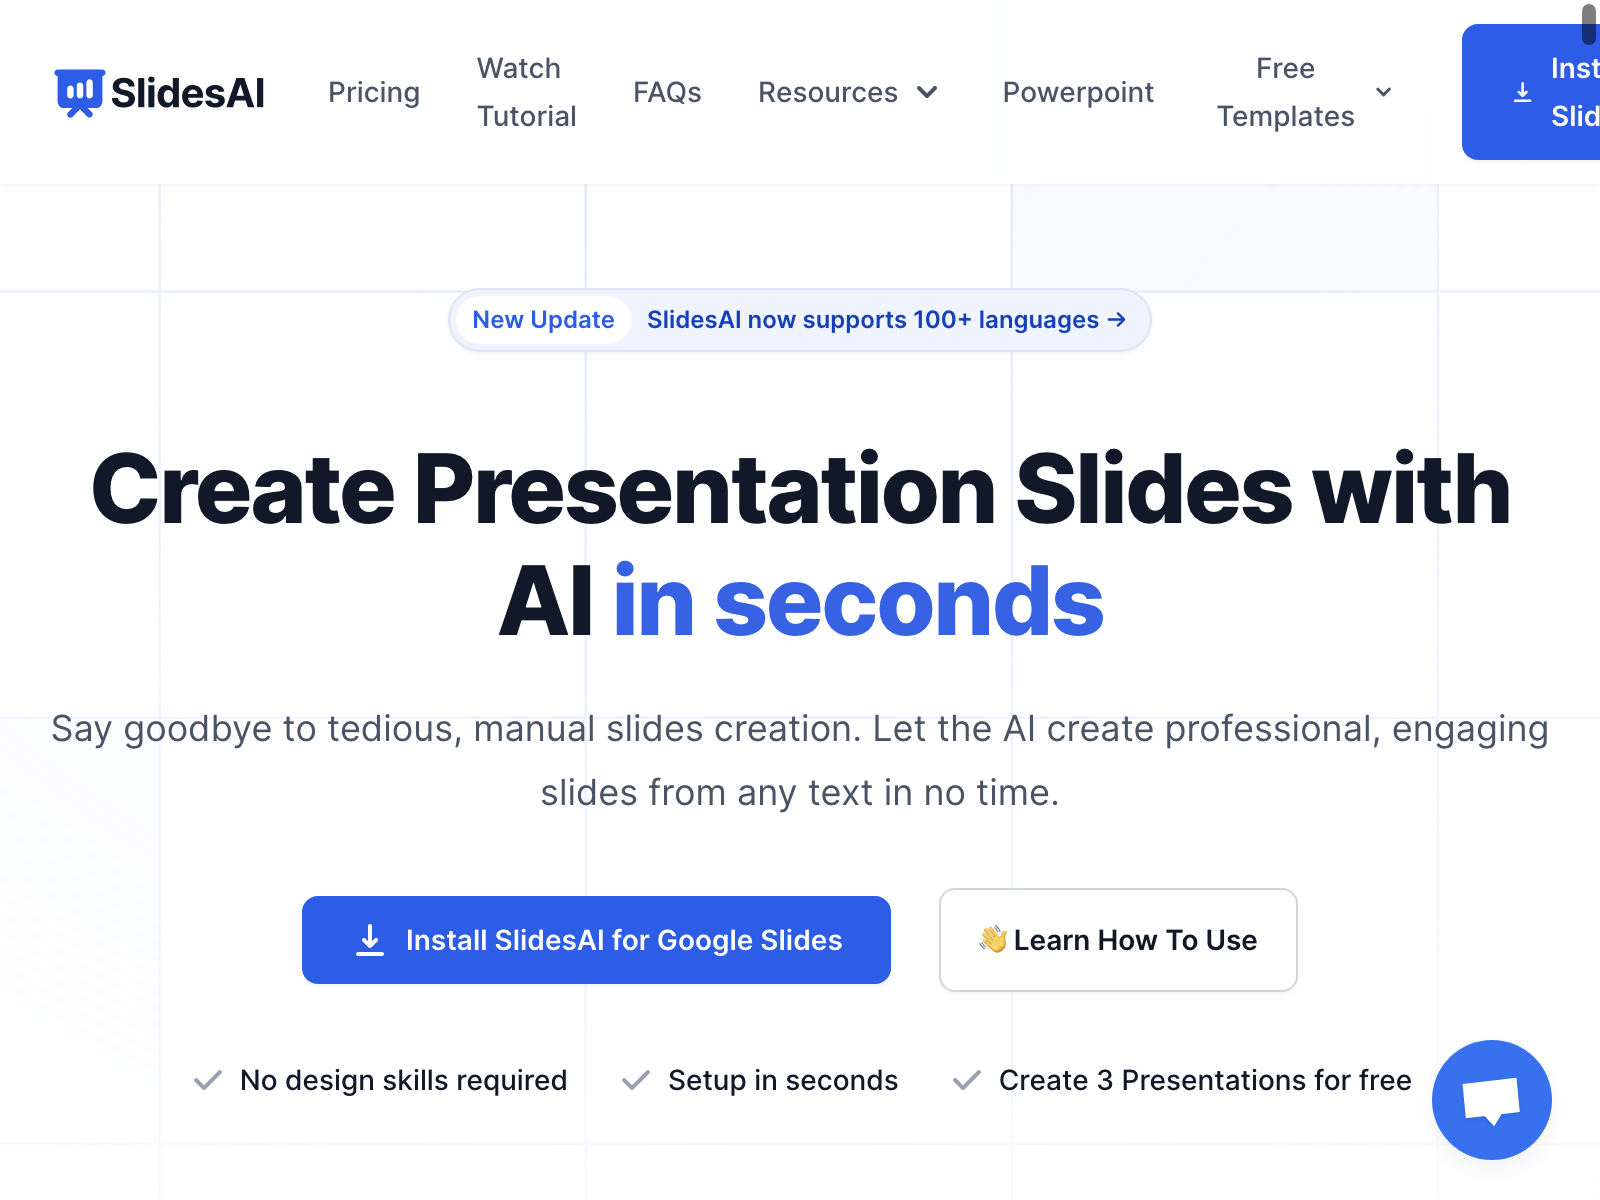 SlidesAI
Pricing
Watch
Tutorial
FAQs
Resources
Powerpoint
Free
Templates
Inst
Slid
New Update
SlidesAI now supports 100+ languages →
Create Presentation Slides with
AI in seconds
Say goodbye to tedious, manual slides creation. Let the AI create professional, engaging
slides from any text in no time.
Install SlidesAI for Google Slides
👋 Learn How To Use
No design skills required
Setup in seconds
Create 3 Presentations for free